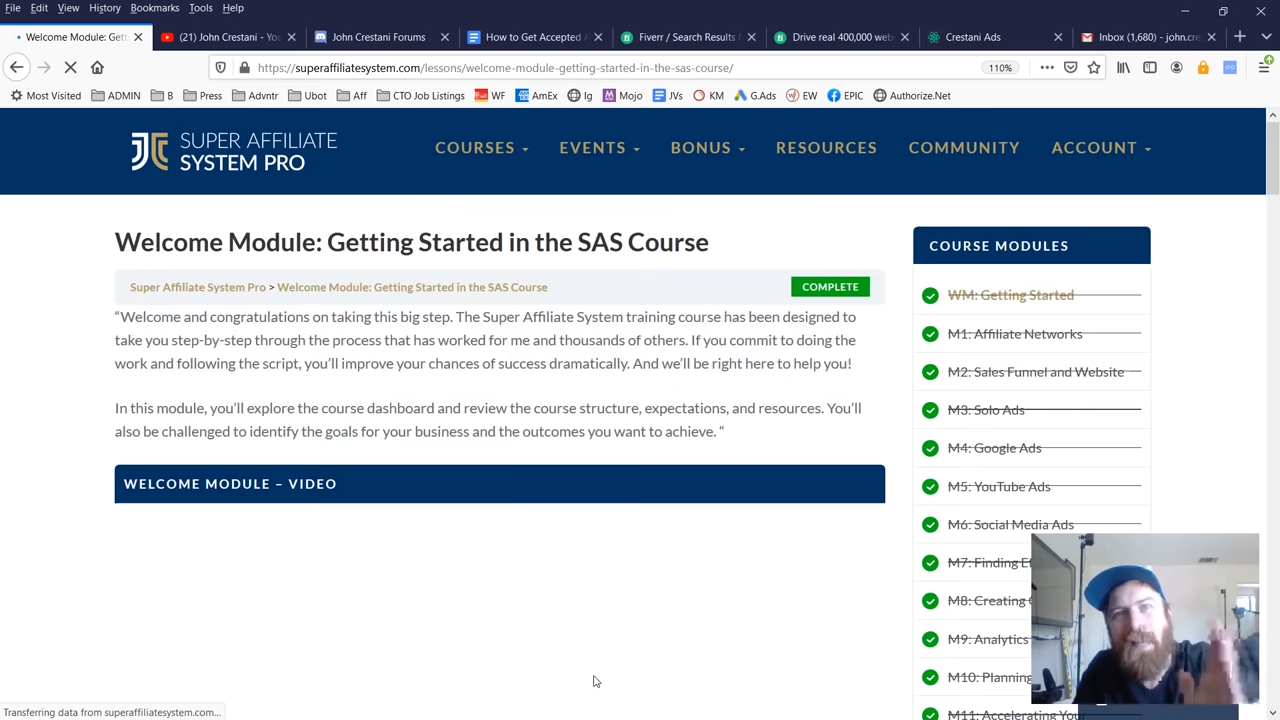 File Edit View History Bookmarks Tools Help
Welcome Module: Gett
(21) John Crestani - You
John Crestani Forums
How to Get Accepted A
Fiverr / Search Results f
Drive real 400,000 web
Crestani Ads
Inbox (1,680) - john.cre
https://superaffiliatesystem.com/lessons/welcome-module-getting-started-in-the-sas-course/
110%
Most Visited ADMIN B Press Advntr Ubot Aff CTO Job Listings WF AmEx Ig Mojo JVs KM G.Ads EW EPIC Authorize.Net
SUPER AFFILIATE
SYSTEM PRO
COURSES EVENTS BONUS RESOURCES COMMUNITY ACCOUNT
Welcome Module: Getting Started in the SAS Course
Super Affiliate System Pro > Welcome Module: Getting Started in the SAS Course
COMPLETE
“Welcome and congratulations on taking this big step. The Super Affiliate System training course has been designed to
take you step-by-step through the process that has worked for me and thousands of others. If you commit to doing the
work and following the script, you’ll improve your chances of success dramatically. And we’ll be right here to help you!
In this module, you’ll explore the course dashboard and review the course structure, expectations, and resources. You’ll
also be challenged to identify the goals for your business and the outcomes you want to achieve. “
WELCOME MODULE – VIDEO
COURSE MODULES
WM: Getting Started
M1: Affiliate Networks
M2: Sales Funnel and Website
M3: Solo Ads
M4: Google Ads
M5: YouTube Ads
M6: Social Media Ads
M7: Finding
M8: Creating
M9: Analytics
M10: Planning
M11: Accelerating You
Transferring data from superaffiliatesystem.com...